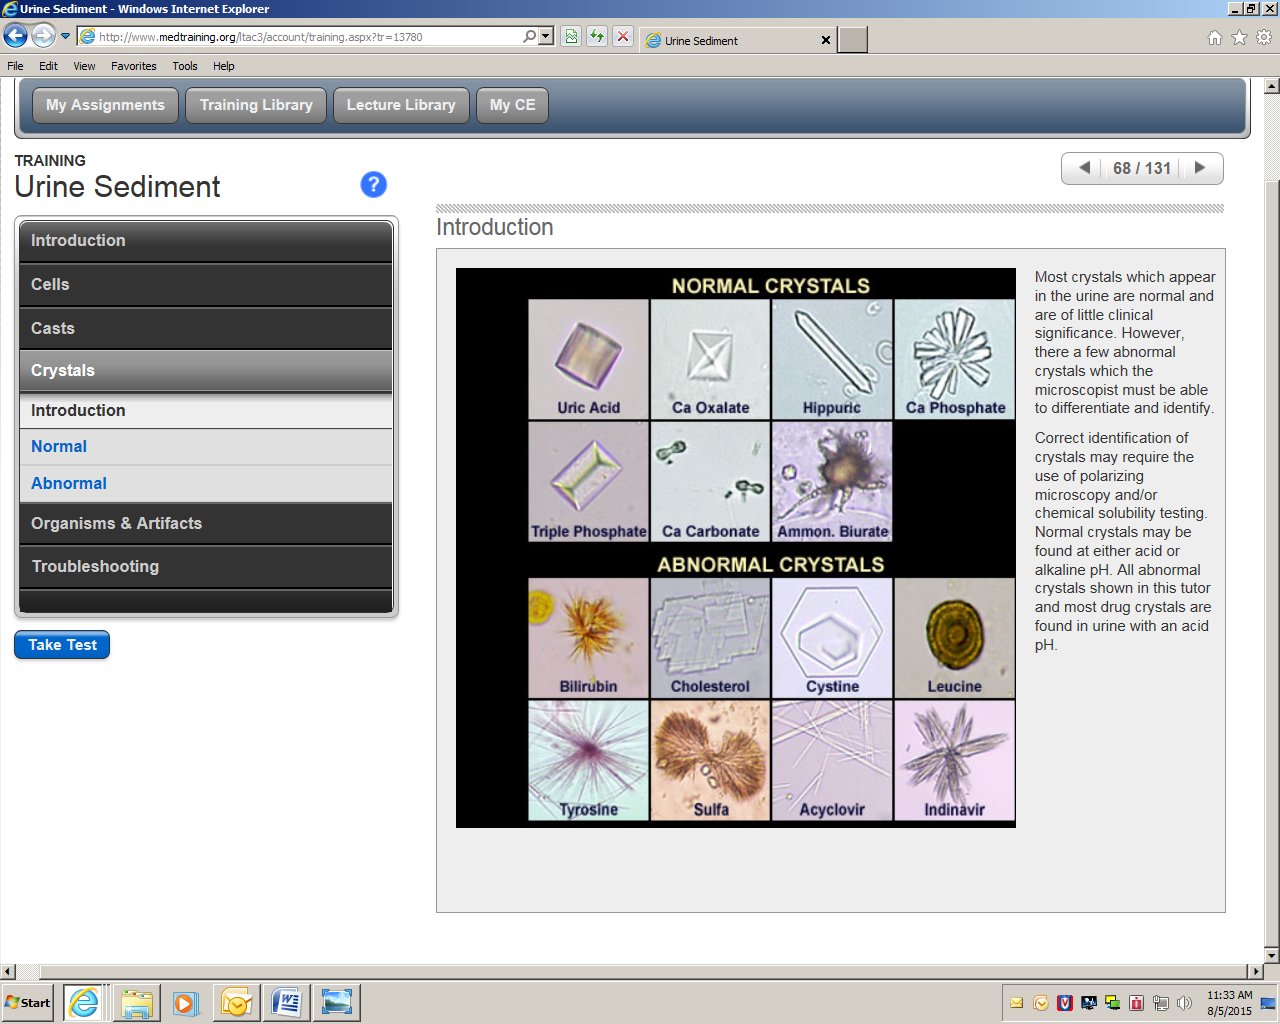 Urine Sediment - Windows Internet Explorer
http://www.medtraining.org/ltac3/account/training.aspx?tr=13780
Urine Sediment
File Edit View Favorites Tools Help
My Assignments Training Library Lecture Library My CE
TRAINING
Urine Sediment
?
68 / 131
Introduction
Cells
Casts
Crystals
Introduction
Normal
Abnormal
Organisms & Artifacts
Troubleshooting
Take Test
Introduction
NORMAL CRYSTALS
Uric Acid Ca Oxalate Hippuric Ca Phosphate
Triple Phosphate Ca Carbonate Ammon. Biurate
ABNORMAL CRYSTALS
Bilirubin Cholesterol Cystine Leucine
Tyrosine Sulfa Acyclovir Indinavir
Most crystals which appear
in the urine are normal and
are of little clinical
significance. However,
there a few abnormal
crystals which the
microscopist must be able
to differentiate and identify.
Correct identification of
crystals may require the
use of polarizing
microscopy and/or
chemical solubility testing.
Normal crystals may be
found at either acid or
alkaline pH. All abnormal
crystals shown in this tutor
and most drug crystals are
found in urine with an acid
pH.
Start
11:33 AM
8/5/2015